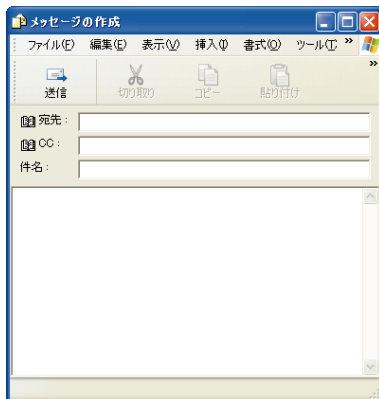 メッセージの作成
ファイル(F) 編集(E) 表示(V) 挿入(I) 書式(O) ツール(T »
»
送信 切り取り コピー 貼り付け
宛先：
CC：
件名：